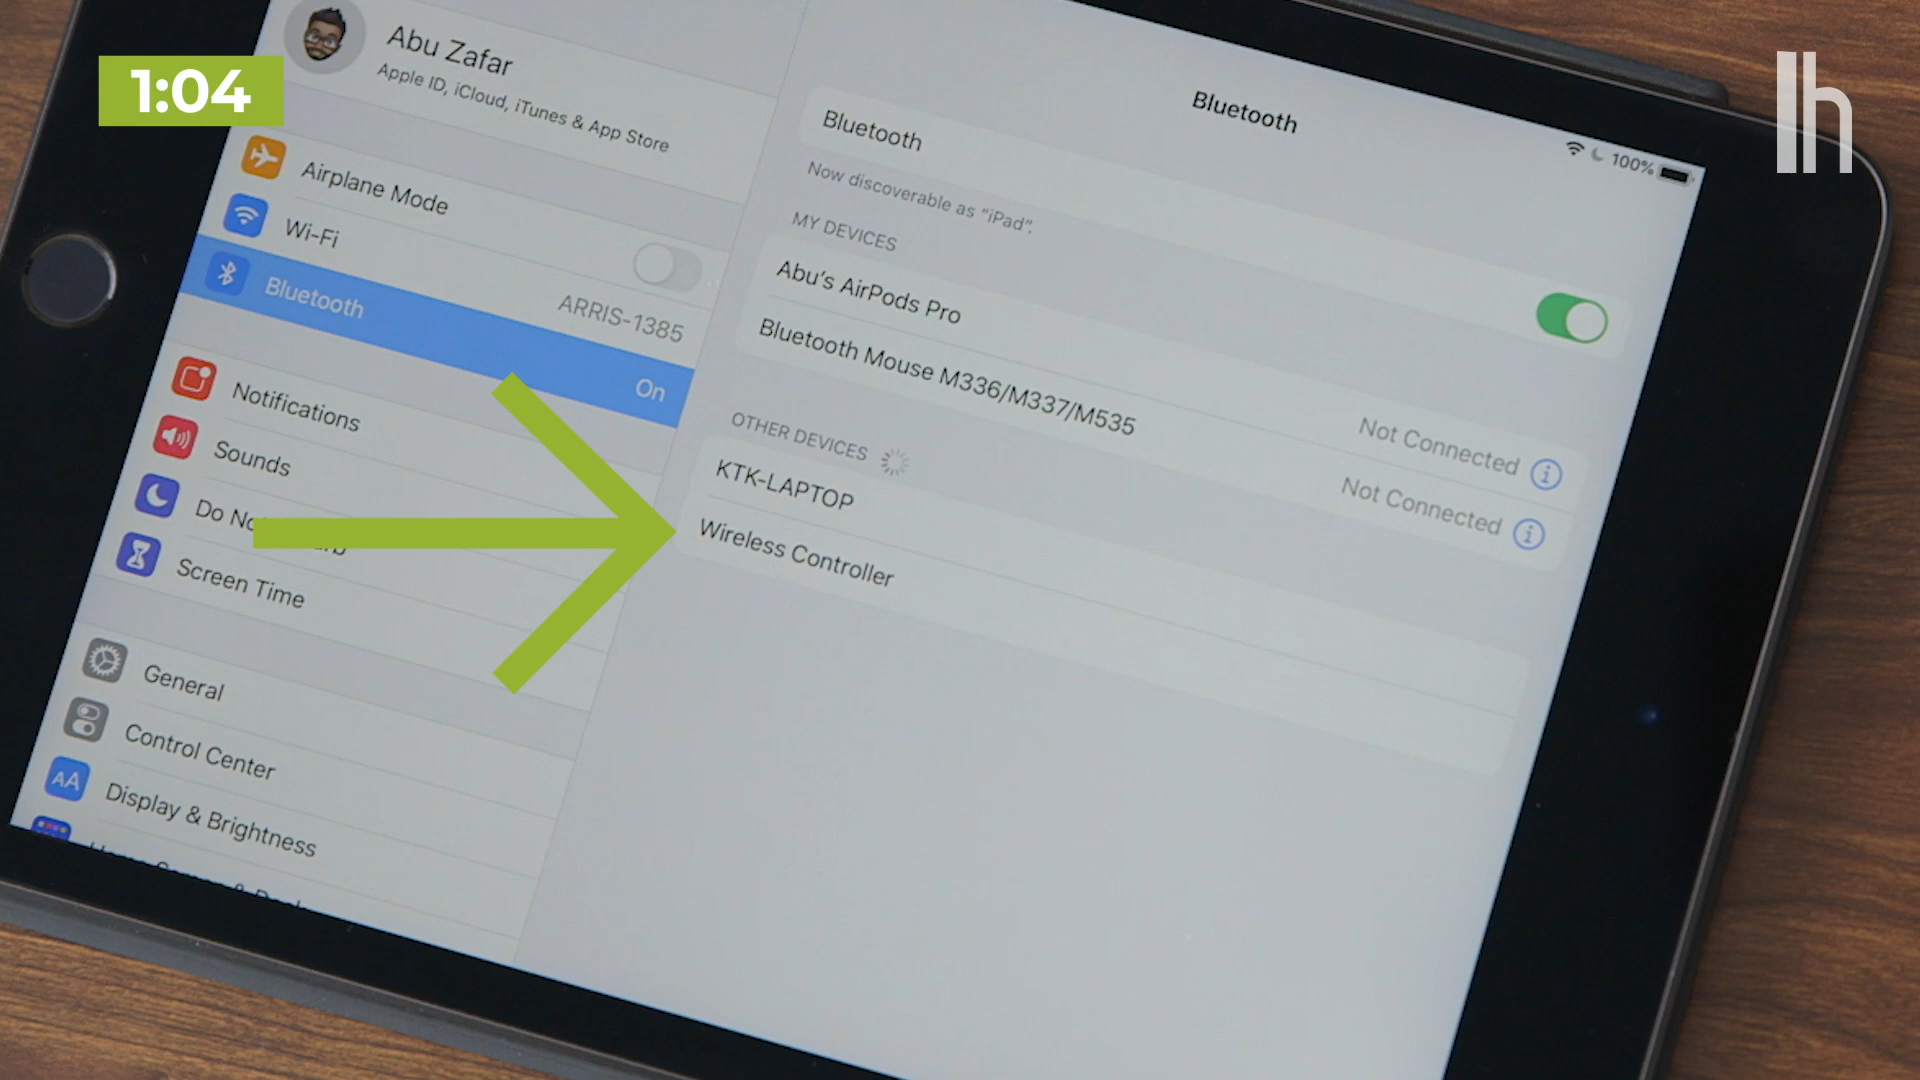 1:04
lh
Abu Zafar
Apple ID, iCloud, iTunes & App Store
Airplane Mode
Wi-Fi
ARRIS-1385
Bluetooth
On
Notifications
Sounds
Do
Screen Time
General
Control Center
AA
Display & Brightness
Bluetooth
100%
Bluetooth
Now discoverable as “iPad”.
MY DEVICES
Abu’s AirPods Pro
Not Connected
Bluetooth Mouse M336/M337/M535
Not Connected
OTHER DEVICES
KTK-LAPTOP
Wireless Controller